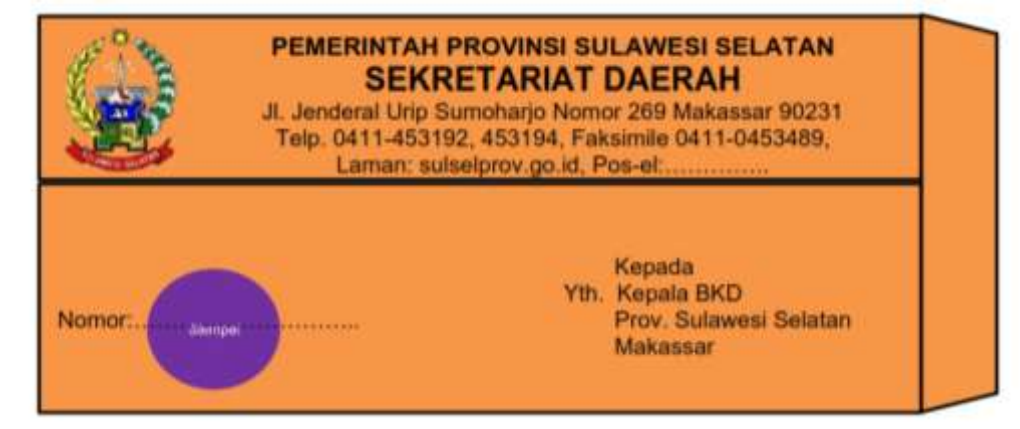 PEMERINTAH PROVINSI SULAWESI SELATAN
SEKRETARIAT DAERAH
Jl. Jenderal Urip Sumoharjo Nomor 269 Makassar 90231
Telp. 0411-453192, 453194, Faksimile 0411-0453489,
Laman: sulselprov.go.id, Pos-el:...............
Kepada
Yth. Kepala BKD
Nomor:.......................................
Prov. Sulawesi Selatan
Makassar